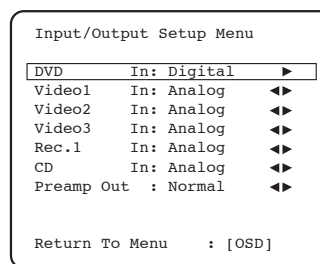 Input/Output Setup Menu
DVD In: Digital ►
Video1 In: Analog ◄►
Video2 In: Analog ◄►
Video3 In: Analog ◄►
Rec.1 In: Analog ◄►
CD In: Analog ◄►
Preamp Out : Normal ◄►
Return To Menu : [OSD]